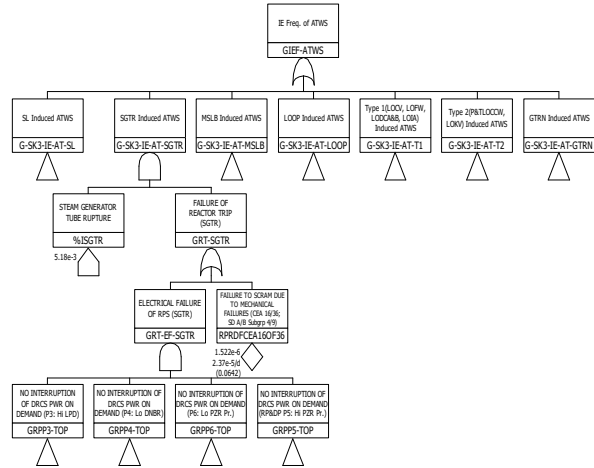 IE Freq. of ATWS
GIEF-ATWS
SL Induced ATWS
G-SK3-IE-AT-SL
SGTR Induced ATWS
G-SK3-IE-AT-SGTR
MSLB Induced ATWS
G-SK3-IE-AT-MSLB
LOOP Induced ATWS
G-SK3-IE-AT-LOOP
Type 1(LOCV, LOFW,
LODCA&B, LOIA)
Induced ATWS
G-SK3-IE-AT-T1
Type 2(P&TLOCCW,
LOKV) Induced ATWS
G-SK3-IE-AT-T2
GTRN Induced ATWS
G-SK3-IE-AT-GTRN
STEAM GENERATOR
TUBE RUPTURE
%ISGTR
5.18e-3
FAILURE OF
REACTOR TRIP
(SGTR)
GRT-SGTR
ELECTRICAL FAILURE
OF RPS (SGTR)
GRT-EF-SGTR
FAILURE TO SCRAM DUE
TO MECHANICAL
FAILURES (CEA 16/36;
SD A/B Subgrp 4/9)
RPRDFCEA16OF36
1.522e-6
2.37e-5/d
(0.0642)
NO INTERRUPTION OF
DRCS PWR ON
DEMAND (P3: Hi LPD)
GRPP3-TOP
NO INTERRUPTION OF
DRCS PWR ON
DEMAND (P4: Lo DNBR)
GRPP4-TOP
NO INTERRUPTION OF
DRCS PWR ON DEMAND
(P6: Lo PZR Pr.)
GRPP6-TOP
NO INTERRUPTION OF
DRCS PWR ON DEMAND
(RP&DP P5: Hi PZR Pr.)
GRPP5-TOP